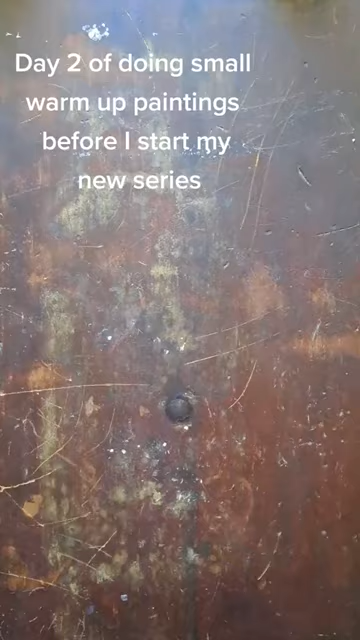 Day 2 of doing small
warm up paintings
before I start my
new series